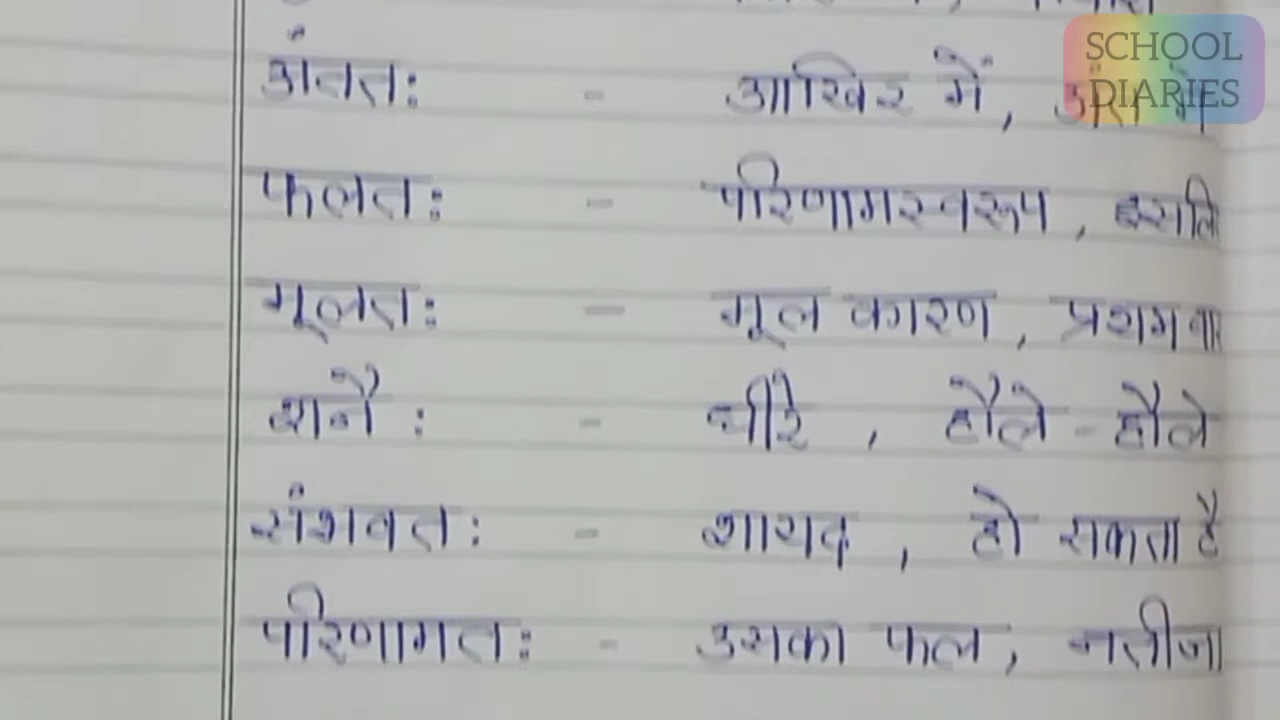 SCHOOL
DIARIES
अंततः - आखिर में, अंत में
फलतः - परिणामस्वरूप, इसलि
मूलतः - मूल कारण, प्रथम बार
शनैः - धीरे, हौले - हौले
संभवतः - शायद, हो सकता है
परिणामतः - उसका फल, नतीजा